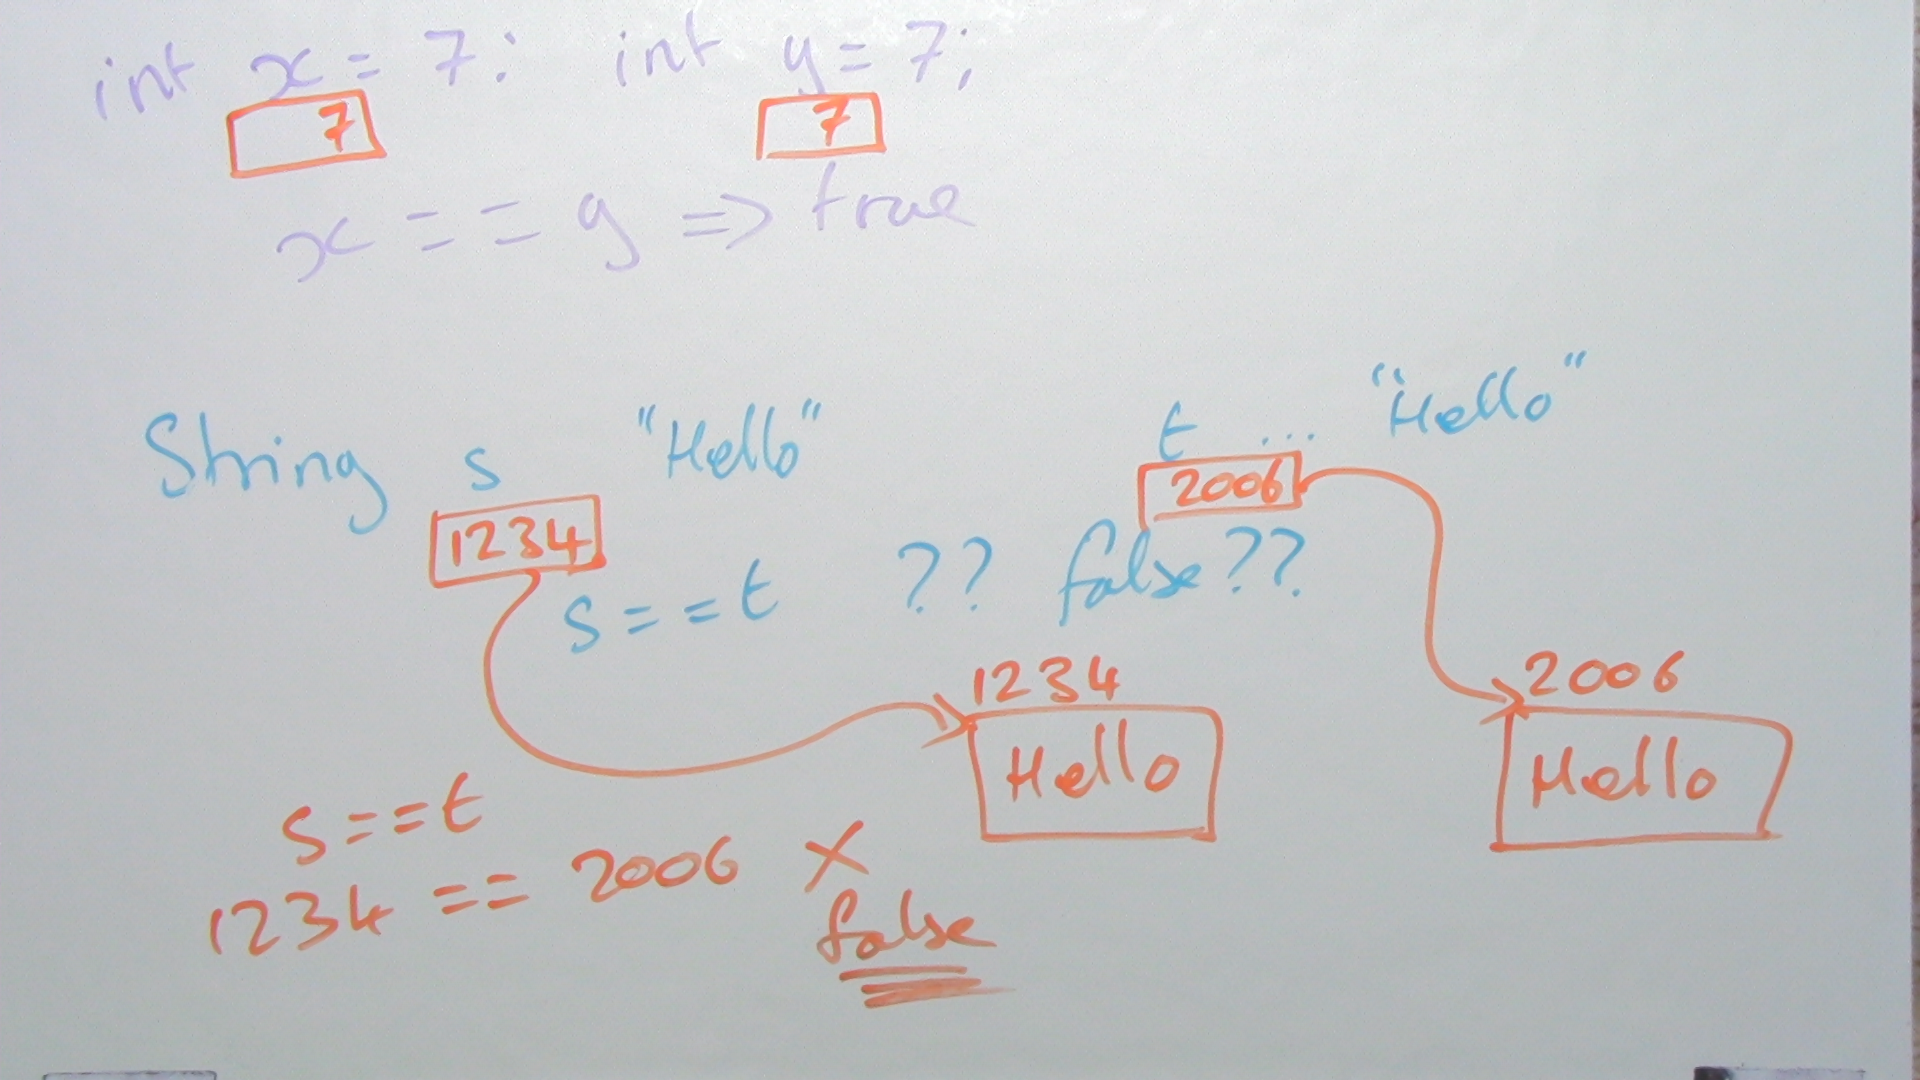 int x = 7; int y = 7;
7 7
x == y => true
String s "Hello" t ... "Hello"
1234 2006
s == t ?? false??
1234 2006
Hello Hello
s == t
1234 == 2006 X
false